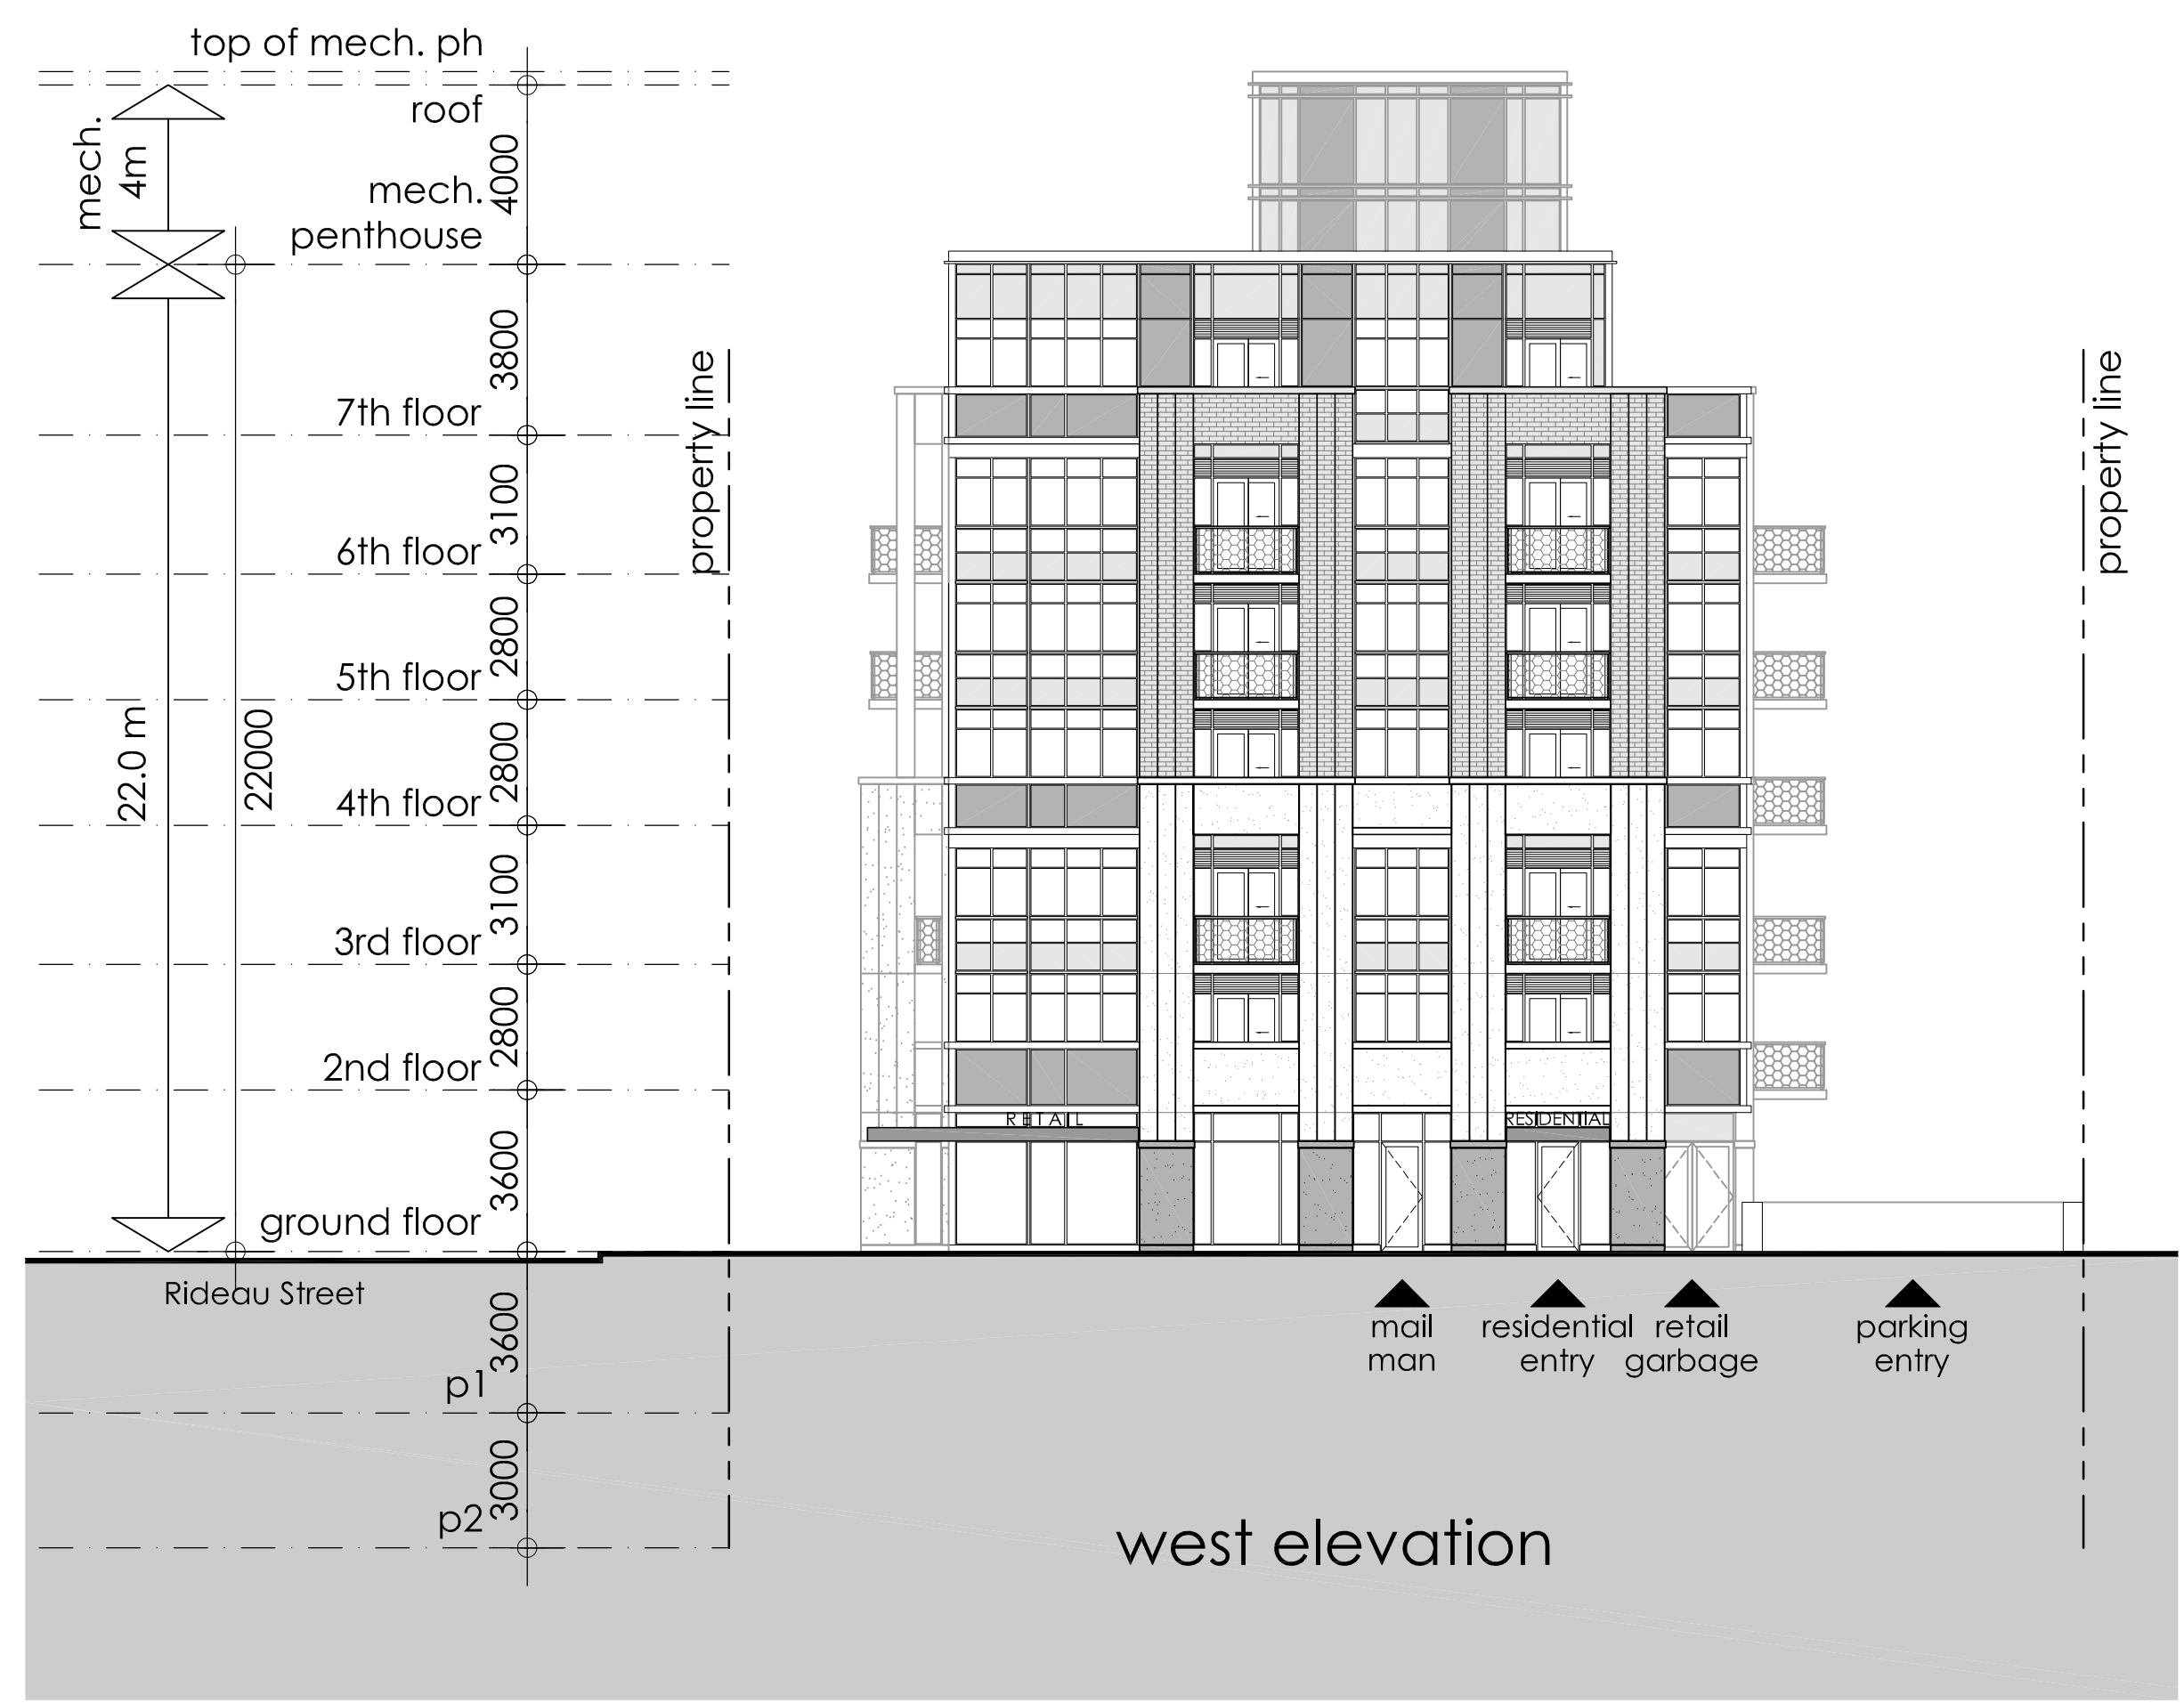 top of mech. ph
roof
mech.
4m
4000
mech.
penthouse
3800
7th floor
3100
6th floor
2800
5th floor
2800
4th floor
22.0 m
22000
3100
3rd floor
2800
2nd floor
3600
ground floor
Rideau Street
3600
p1
3000
p2
property line
property line
RETAIL
RESIDENTIAL
mail
man
residential
entry
retail
garbage
parking
entry
west elevation